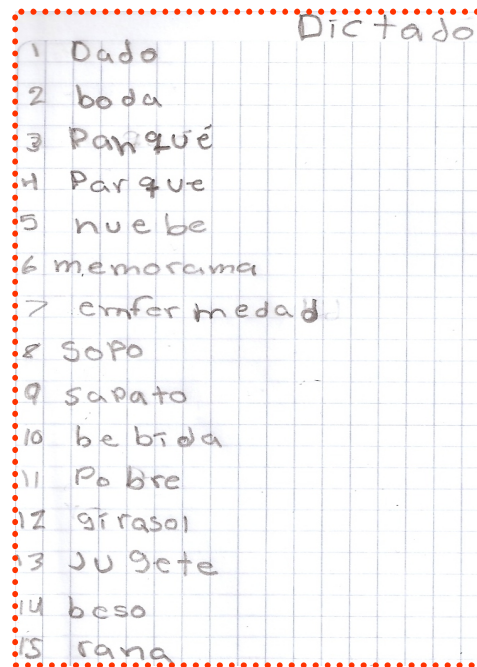 Dictado
1 Dado
2 boda
3 Panqué
4 Parque
5 nuebe
6 memorama
7 emfermedad
8 sopo
9 sapato
10 bebida
11 Pobre
12 girasol
13 Jugete
14 beso
15 rana